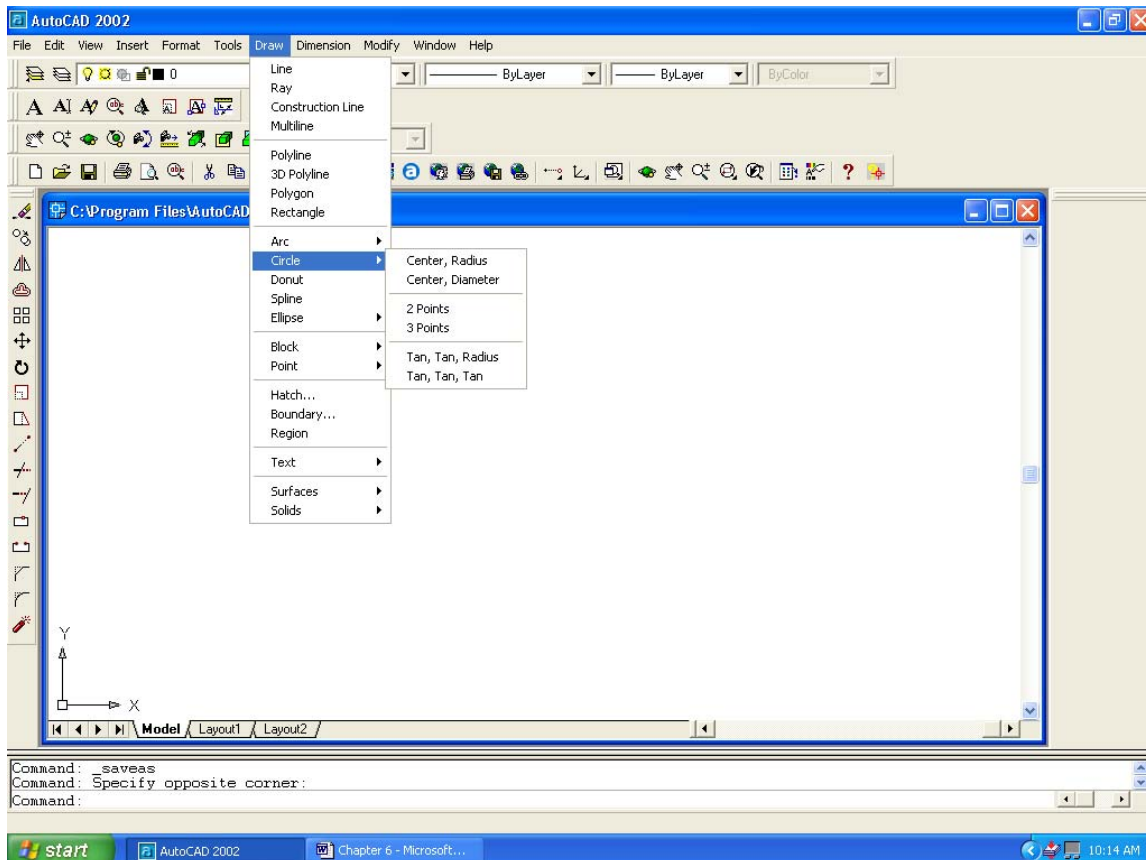 AutoCAD 2002
File Edit View Insert Format Tools Draw Dimension Modify Window Help
0 ByLayer ByLayer ByColor
C:\Program Files\AutoCAD
Line
Ray
Construction Line
Multiline
Polyline
3D Polyline
Polygon
Rectangle
Arc
Circle
Donut
Spline
Ellipse
Block
Point
Hatch...
Boundary...
Region
Text
Surfaces
Solids
Center, Radius
Center, Diameter
2 Points
3 Points
Tan, Tan, Radius
Tan, Tan, Tan
Y
X
Model Layout1 Layout2
Command: _saveas
Command: Specify opposite corner:
Command:
start AutoCAD 2002 Chapter 6 - Microsoft... 10:14 AM